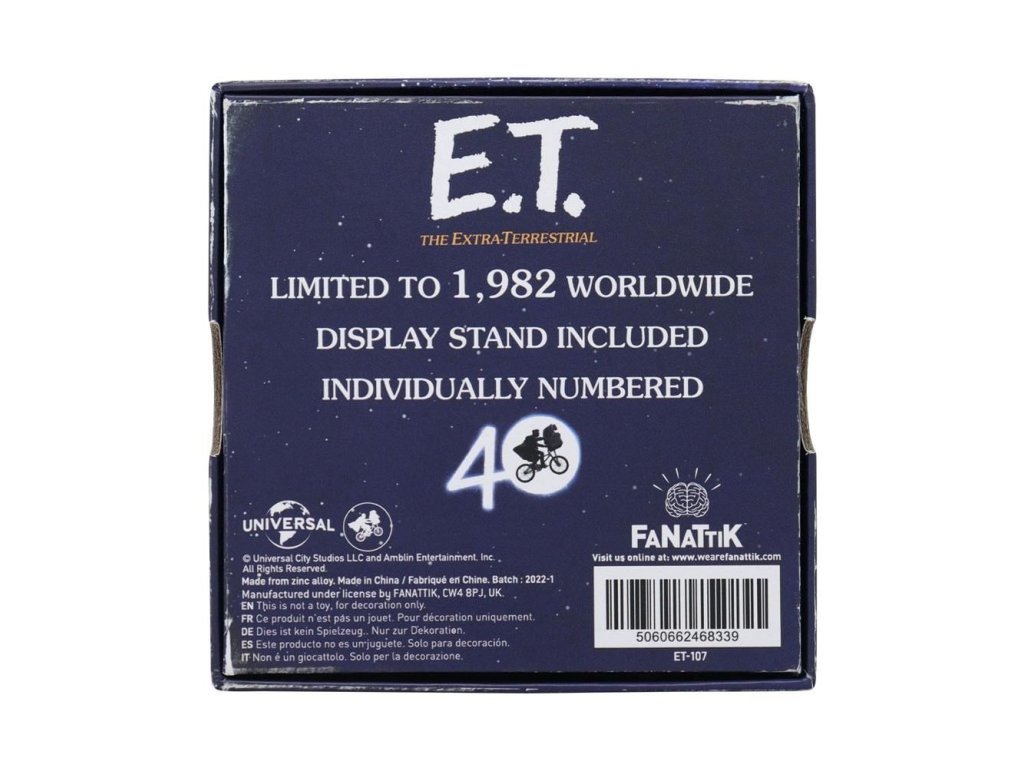 E.T.
THE EXTRA-TERRESTRIAL
LIMITED TO 1,982 WORLDWIDE
DISPLAY STAND INCLUDED
INDIVIDUALLY NUMBERED
40
UNIVERSAL
© Universal City Studios LLC and Amblin Entertainment, Inc.
All Rights Reserved.
Made from zinc alloy. Made in China / Fabriqué en Chine. Batch : 2022-1
Manufactured under license by FANATTIK, CW4 8PJ, UK.
EN This is not a toy, for decoration only.
FR Ce produit n'est pas un jouet. Pour décoration uniquement.
DE Dies ist kein Spielzeug.. Nur zur Dekoration.
ES Este producto no es un juguete. Solo para decoración.
IT Non é un giocattolo. Solo per la decorazione.
FANATTIK
Visit us online at: www.wearefanattik.com
5060662468339
ET-107